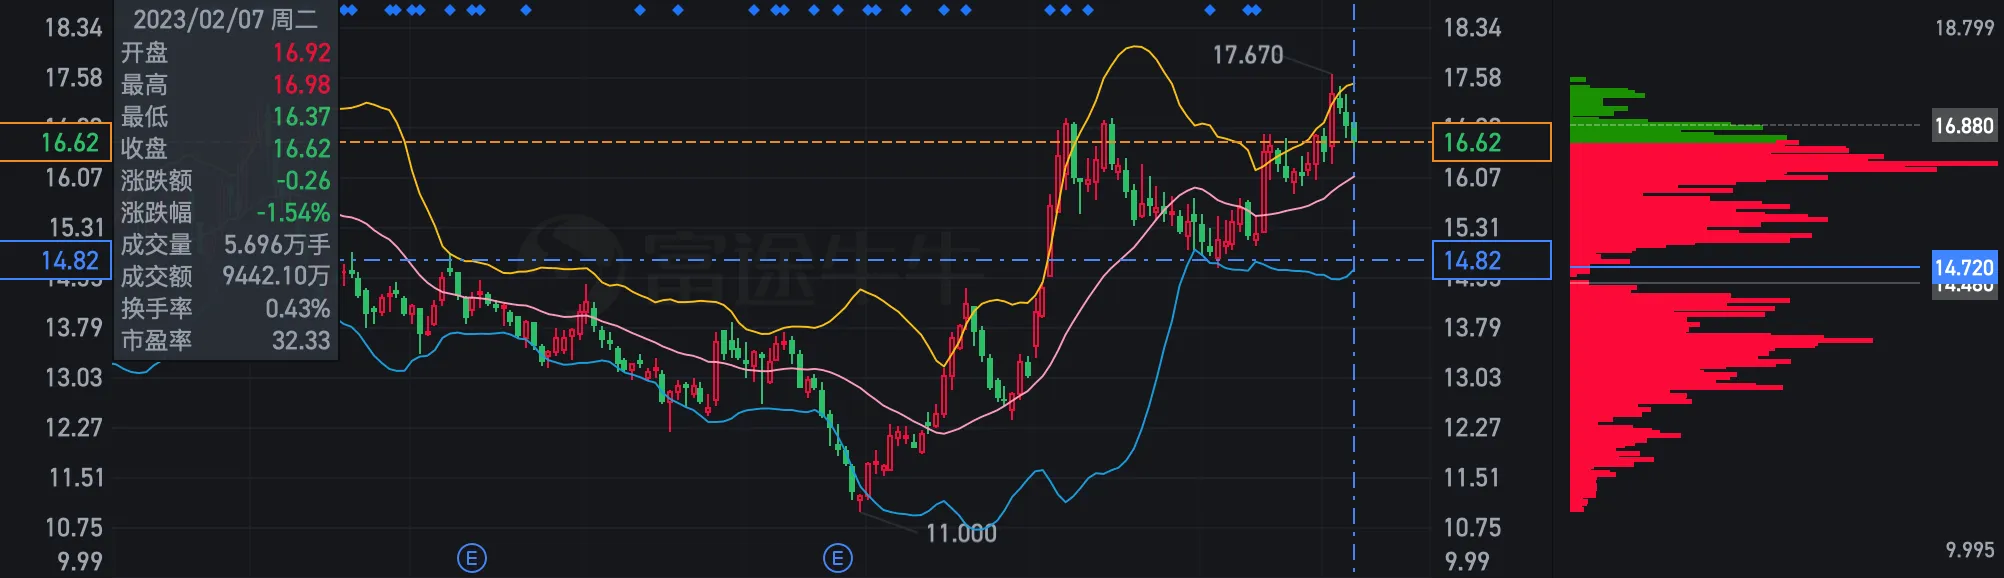 18.34
17.58
16.62
16.07
15.31
14.82
13.79
13.03
12.27
11.51
10.75
9.99
2023/02/07 周二
开盘 16.92
最高 16.98
最低 16.37
收盘 16.62
涨跌额 -0.26
涨跌幅 -1.54%
成交量 5.696万手
成交额 9442.10万
换手率 0.43%
市盈率 32.33
17.670
11.000
富途牛牛
E
E
18.34
17.58
16.62
16.07
15.31
14.82
13.79
13.03
12.27
11.51
10.75
9.99
18.799
16.880
14.720
14.480
9.995